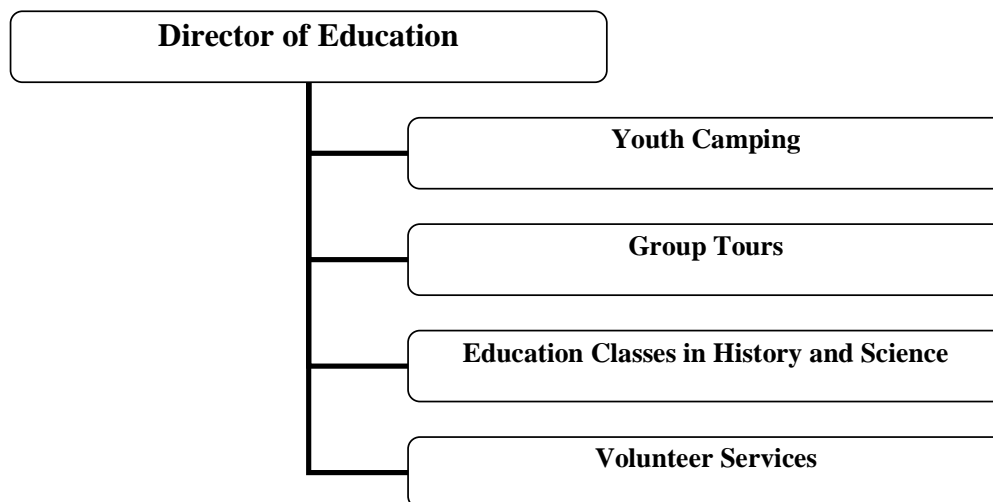 Director of Education
Youth Camping
Group Tours
Education Classes in History and Science
Volunteer Services